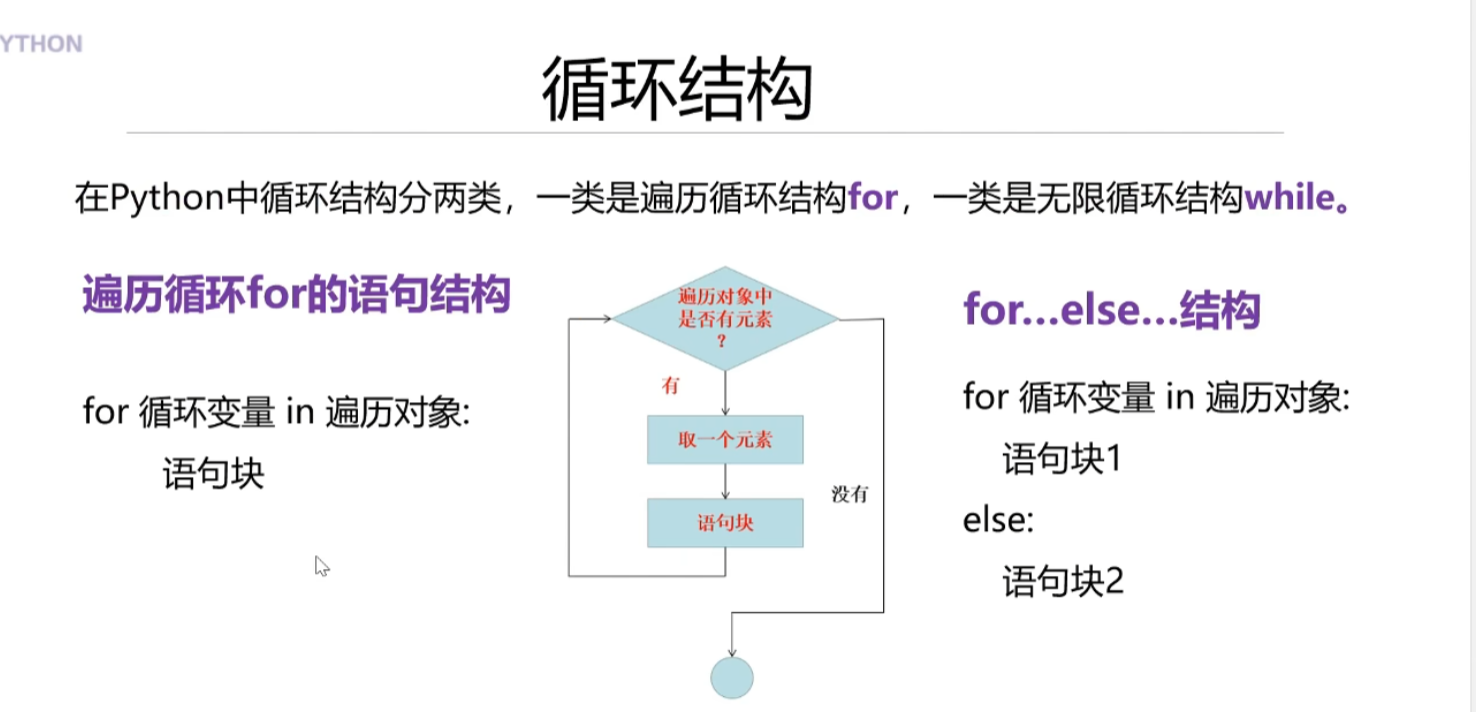 YTHON
循环结构
在Python中循环结构分两类，一类是遍历循环结构for，一类是无限循环结构while。
遍历循环for的语句结构
for 循环变量 in 遍历对象:
语句块
遍历对象中
是否有元素
？
有
取一个元素
语句块
没有
for...else...结构
for 循环变量 in 遍历对象:
语句块1
else:
语句块2